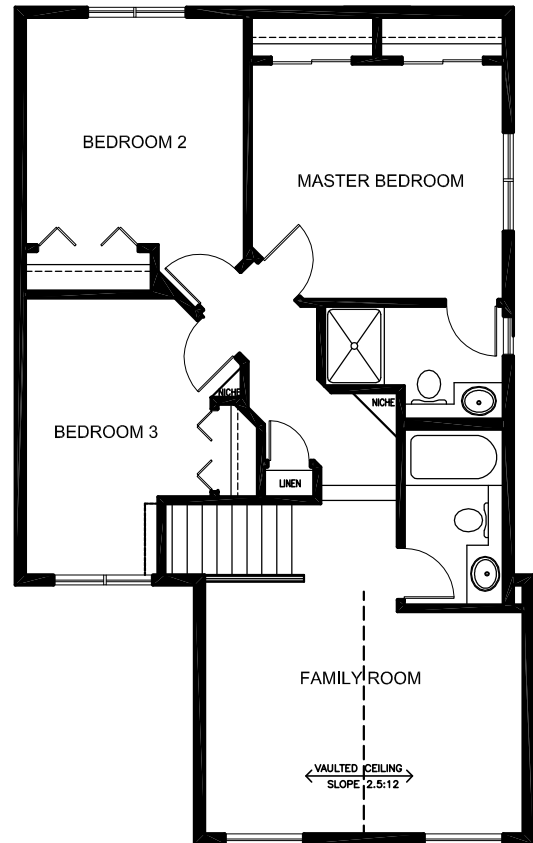 BEDROOM 2
MASTER BEDROOM
NICHE
NICHE
BEDROOM 3
LINEN
FAMILY ROOM
VAULTED CEILING
SLOPE 2.5:12